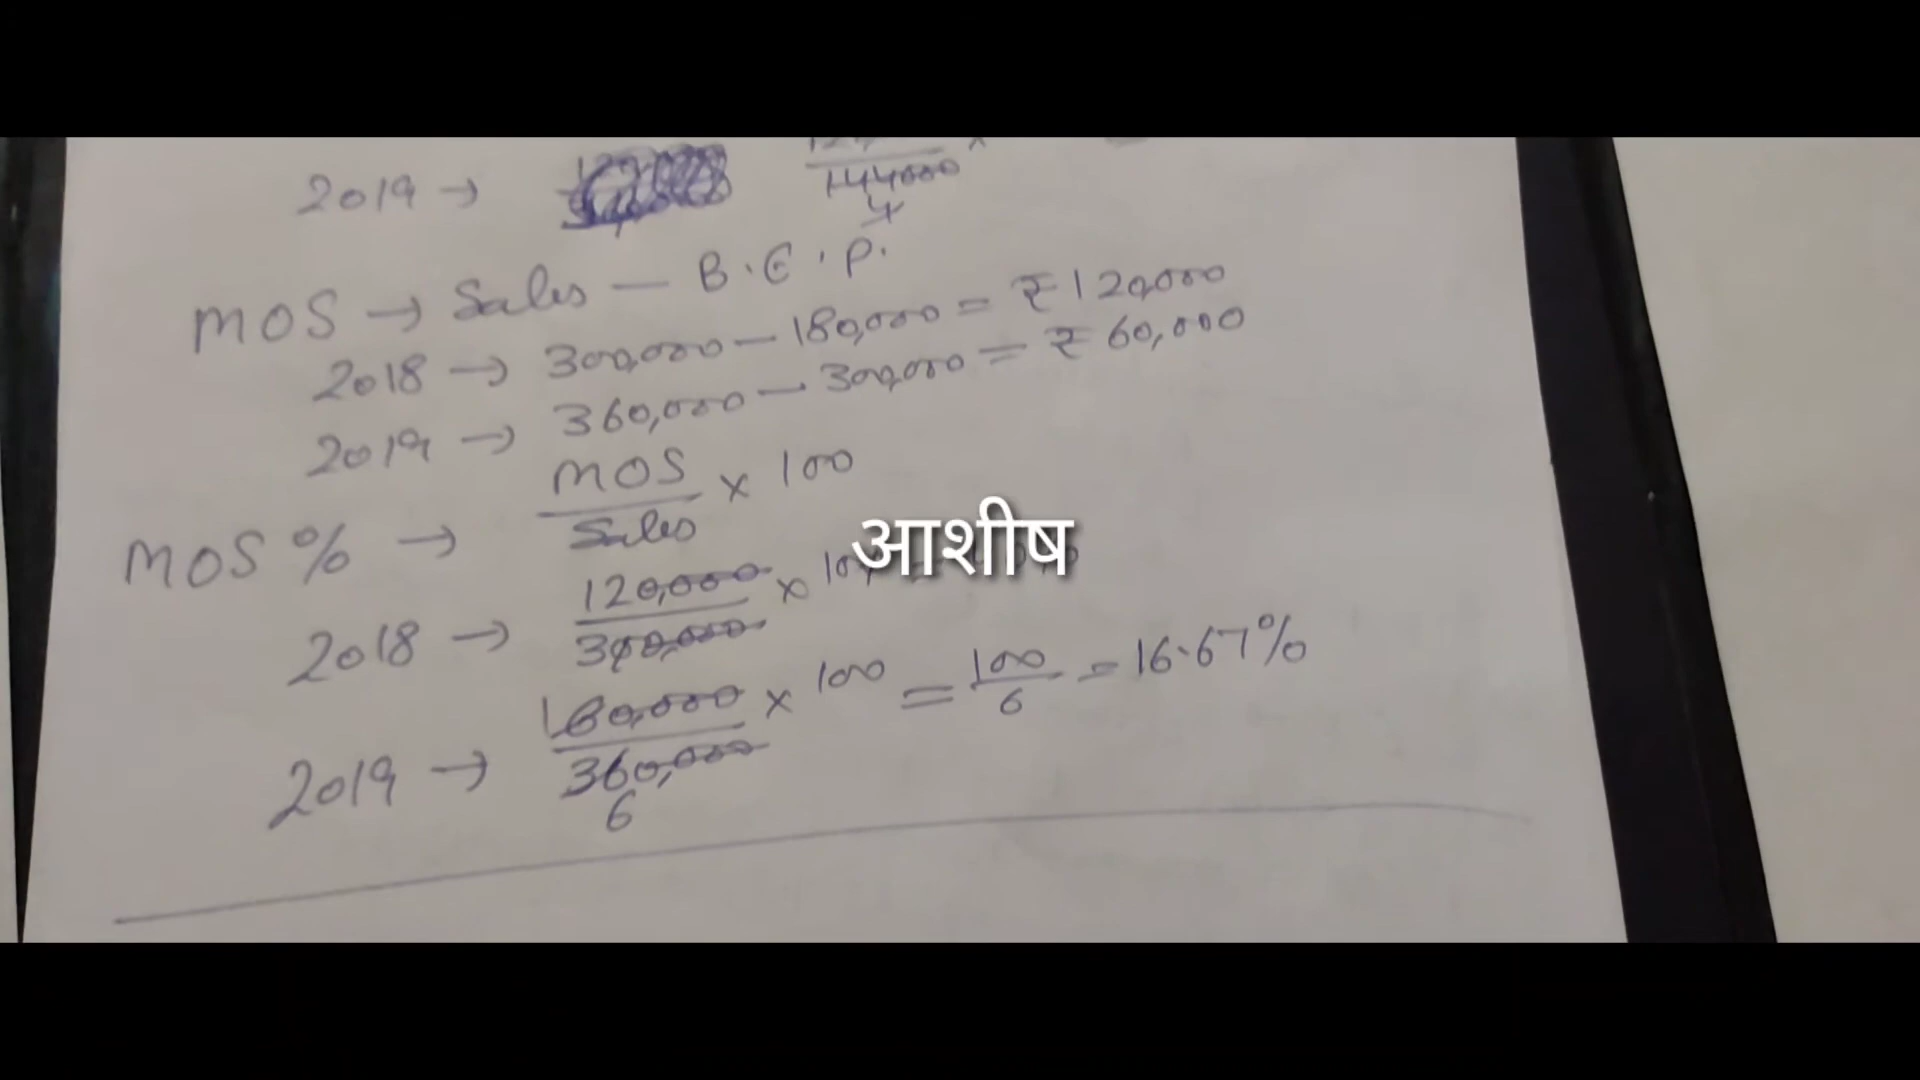 2019 →
144000
4
MOS → Sales — B.E.P.
2018 → 300,000 — 180,000 = ₹ 120,000
2019 → 360,000 — 300,000 = ₹ 60,000
MOS % → MOS / Sales × 100
आशीष
2018 → 120,000 / 300,000 ×
2019 → 60,000 / 360,000 × 100 = 100 / 6 = 16.67%
6